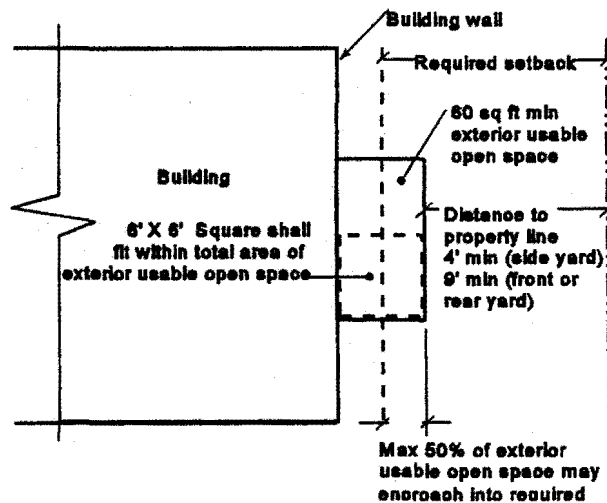 Building wall
Required setback
60 sq ft min
exterior usable
open space
Building
6' X 6' Square shall
fit within total area of
exterior usable open space
Distance to
property line
4' min (side yard)
9' min (front or
rear yard)
Max 50% of exterior
usable open space may
encroach into required